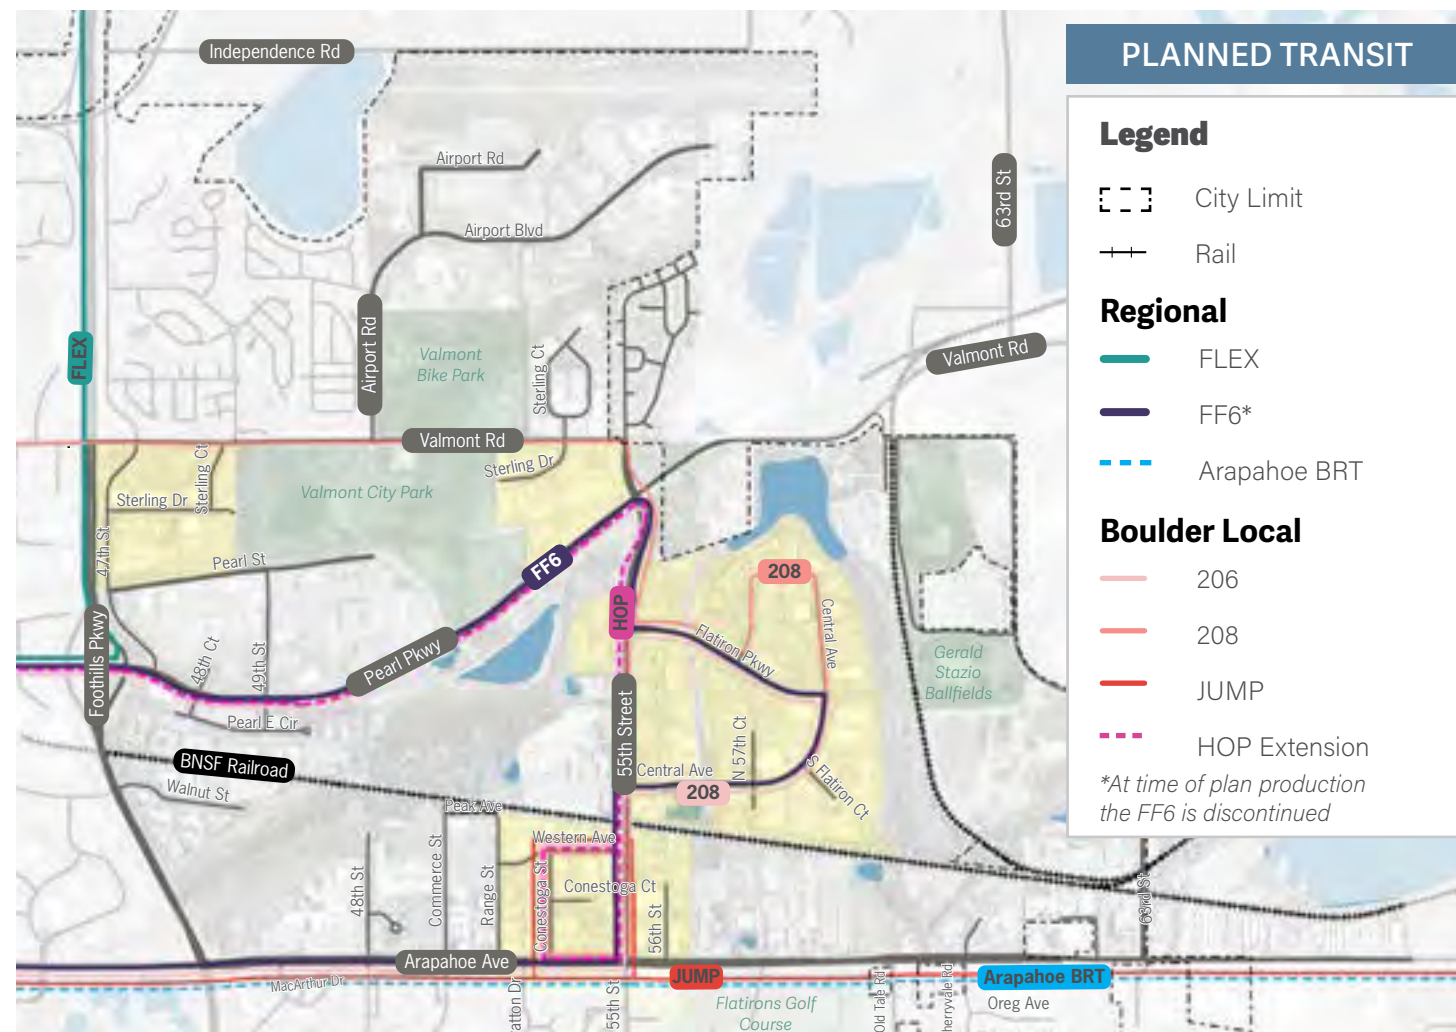 Independence Rd
PLANNED TRANSIT
Legend
City Limit
Rail
Regional
FLEX
FF6*
Arapahoe BRT
Boulder Local
206
208
JUMP
HOP Extension
*At time of plan production
the FF6 is discontinued
Airport Rd
Airport Blvd
63rd St
FLEX
Airport Rd
Valmont
Bike Park
Sterling Ct
Valmont Rd
Valmont Rd
Sterling Dr
Sterling Ct
Valmont City Park
Sterling Dr
47th St
Pearl St
FF6
208
HOP
Central Ave
Flatiron Pkwy
Gerald
Stazio
Ballfields
Foothills Pkwy
48th Ct
49th St
Pearl Pkwy
Pearl E Cir
55th Street
N 57th Ct
Central Ave
208
S Flatiron Ct
BNSF Railroad
Walnut St
Peak Ave
Western Ave
48th St
Commerce St
Range St
Conestoga St
Conestoga Ct
56th St
63rd St
Arapahoe Ave
JUMP
Arapahoe BRT
MacArthur Dr
55th St
Flatirons Golf
Course
Old Tale Rd
Oreg Ave